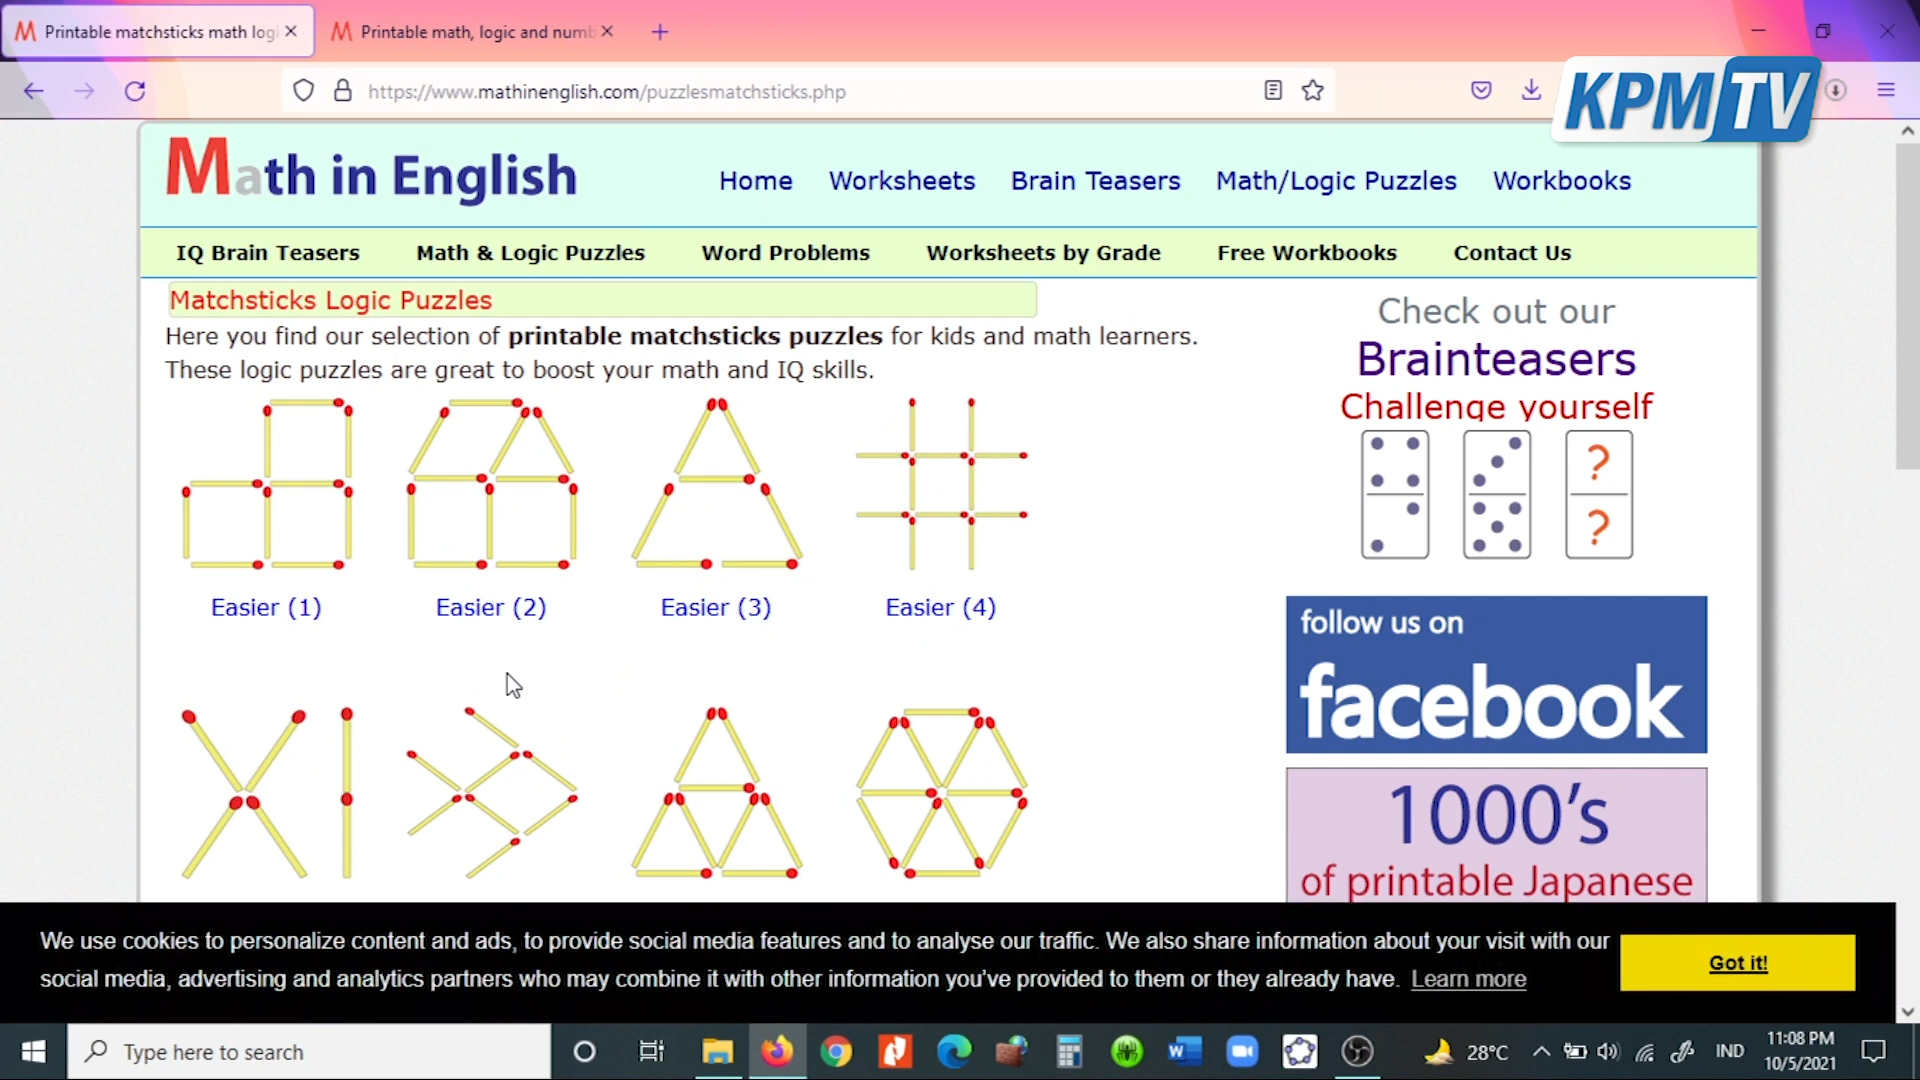 Printable matchsticks math logi
Printable math, logic and numb
https://www.mathinenglish.com/puzzlesmatchsticks.php
KPM TV
Math in English
Home Worksheets Brain Teasers Math/Logic Puzzles Workbooks
IQ Brain Teasers Math & Logic Puzzles Word Problems Worksheets by Grade Free Workbooks Contact Us
Matchsticks Logic Puzzles
Here you find our selection of printable matchsticks puzzles for kids and math learners.
These logic puzzles are great to boost your math and IQ skills.
Easier (1) Easier (2) Easier (3) Easier (4)
Check out our
Brainteasers
Challenge yourself
? ?
follow us on
facebook
1000's
of printable Japanese
We use cookies to personalize content and ads, to provide social media features and to analyse our traffic. We also share information about your visit with our
social media, advertising and analytics partners who may combine it with other information you've provided to them or they already have. Learn more
Got it!
Type here to search
28°C
IND
11:08 PM
10/5/2021